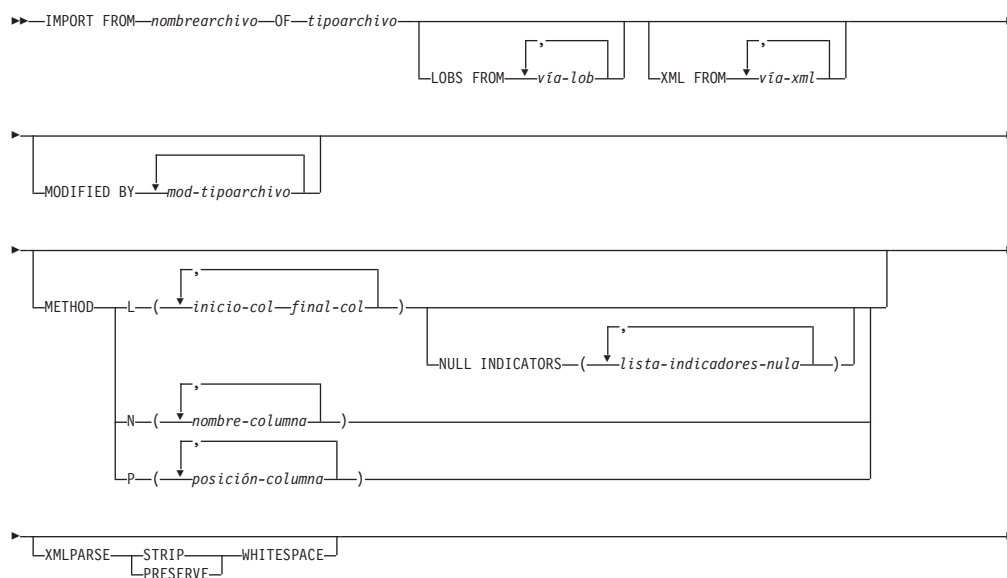 IMPORT FROM nombrearchivo OF tipoarchivo
, ,
LOBS FROM vía-lob XML FROM vía-xml
MODIFIED BY mod-tipoarchivo
,
METHOD L ( inicio-col final-col )
,
NULL INDICATORS ( lista-indicadores-nula )
,
N ( nombre-columna )
,
P ( posición-columna )
XMLPARSE STRIP WHITESPACE
PRESERVE